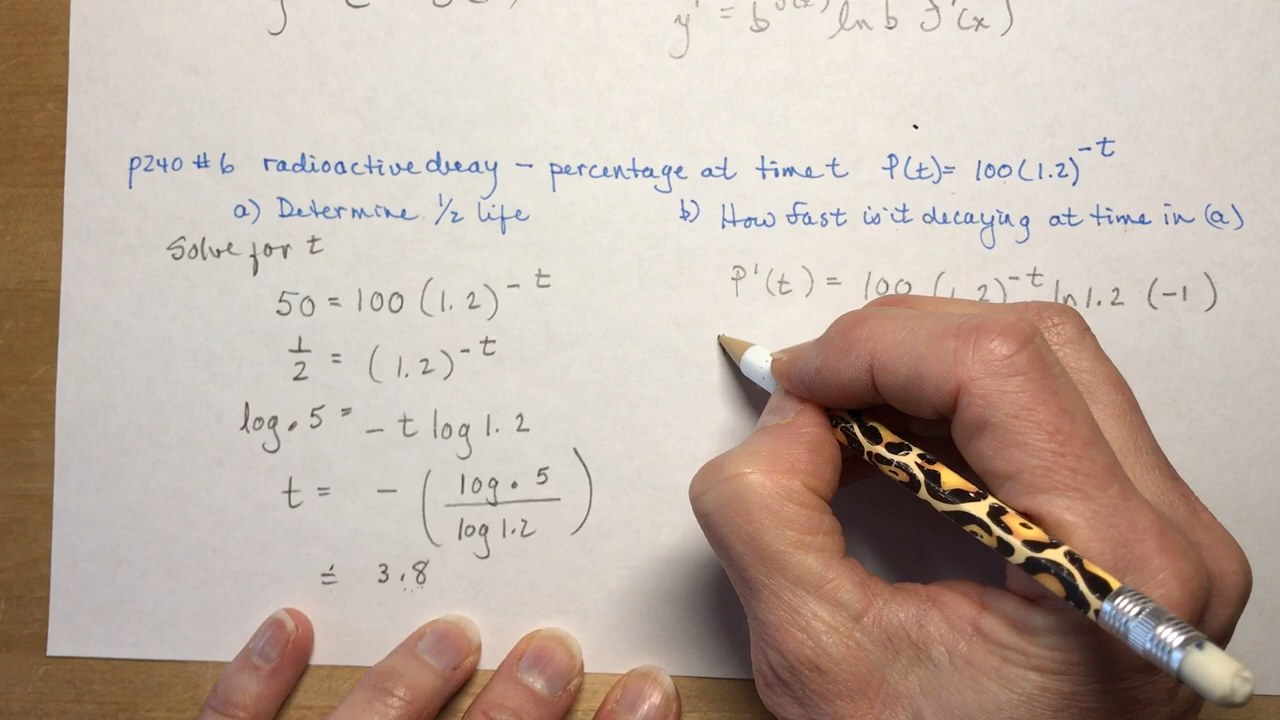 y' = b ln b f'(x)
p240 #6 radioactive decay - percentage at time t P(t) = 100(1.2)^-t
a) Determine 1/2 life b) How fast is it decaying at time in (a)
Solve for t
50 = 100 (1.2)^-t
1/2 = (1.2)^-t
log .5 = - t log 1.2
t = - (log .5 / log 1.2)
≐ 3.8
P'(t) = 100 (1.2)^-t ln 1.2 (-1)